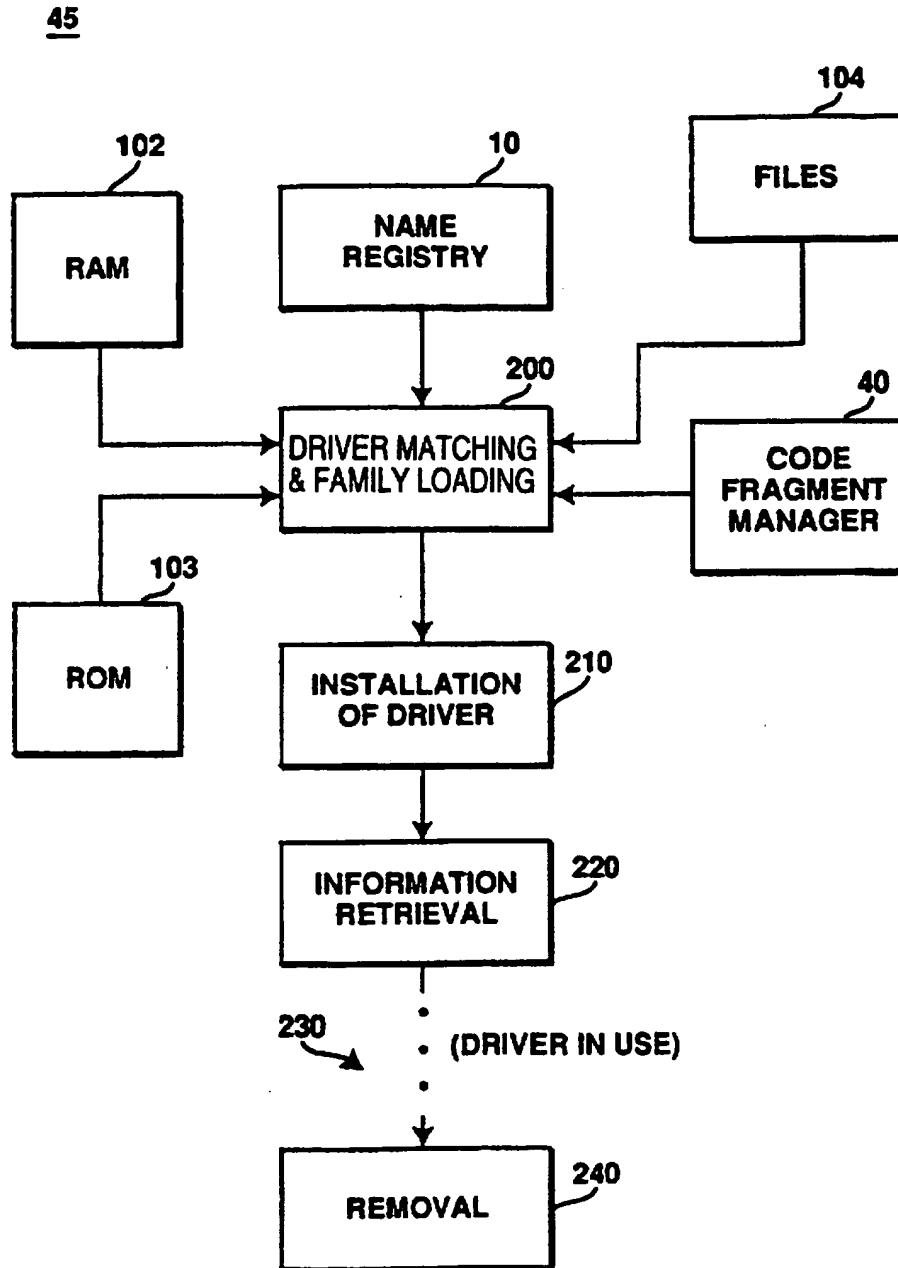 45
104
FILES
102
RAM
10
NAME
REGISTRY
200
DRIVER MATCHING
& FAMILY LOADING
40
CODE
FRAGMENT
MANAGER
103
ROM
210
INSTALLATION
OF DRIVER
220
INFORMATION
RETRIEVAL
230
(DRIVER IN USE)
240
REMOVAL